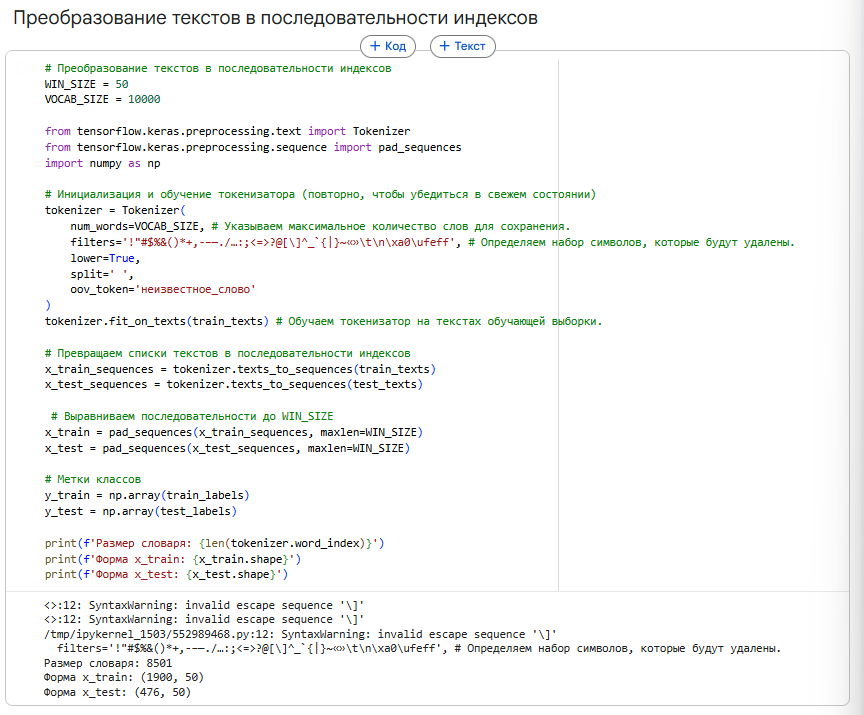 Преобразование текстов в последовательности индексов
+ Код + Текст
# Преобразование текстов в последовательности индексов
WIN_SIZE = 50
VOCAB_SIZE = 10000
from tensorflow.keras.preprocessing.text import Tokenizer
from tensorflow.keras.preprocessing.sequence import pad_sequences
import numpy as np
# Инициализация и обучение токенизатора (повторно, чтобы убедиться в свежем состоянии)
tokenizer = Tokenizer(
    num_words=VOCAB_SIZE, # Указываем максимальное количество слов для сохранения.
    filters='!"#$%&()*+,-–—./…:;<=>?@[\]^_`{|}~«»\t\n\xa0\ufeff', # Определяем набор символов, которые будут удалены.
    lower=True,
    split=' ',
    oov_token='неизвестное_слово'
)
tokenizer.fit_on_texts(train_texts) # Обучаем токенизатор на текстах обучающей выборки.
# Превращаем списки текстов в последовательности индексов
x_train_sequences = tokenizer.texts_to_sequences(train_texts)
x_test_sequences = tokenizer.texts_to_sequences(test_texts)
 # Выравниваем последовательности до WIN_SIZE
x_train = pad_sequences(x_train_sequences, maxlen=WIN_SIZE)
x_test = pad_sequences(x_test_sequences, maxlen=WIN_SIZE)
# Метки классов
y_train = np.array(train_labels)
y_test = np.array(test_labels)
print(f'Размер словаря: {len(tokenizer.word_index)}')
print(f'Форма x_train: {x_train.shape}')
print(f'Форма x_test: {x_test.shape}')
<>:12: SyntaxWarning: invalid escape sequence '\]'
<>:12: SyntaxWarning: invalid escape sequence '\]'
/tmp/ipykernel_1503/552989468.py:12: SyntaxWarning: invalid escape sequence '\]'
  filters='!"#$%&()*+,-–—./…:;<=>?@[\]^_`{|}~«»\t\n\xa0\ufeff', # Определяем набор символов, которые будут удалены.
Размер словаря: 8501
Форма x_train: (1900, 50)
Форма x_test: (476, 50)